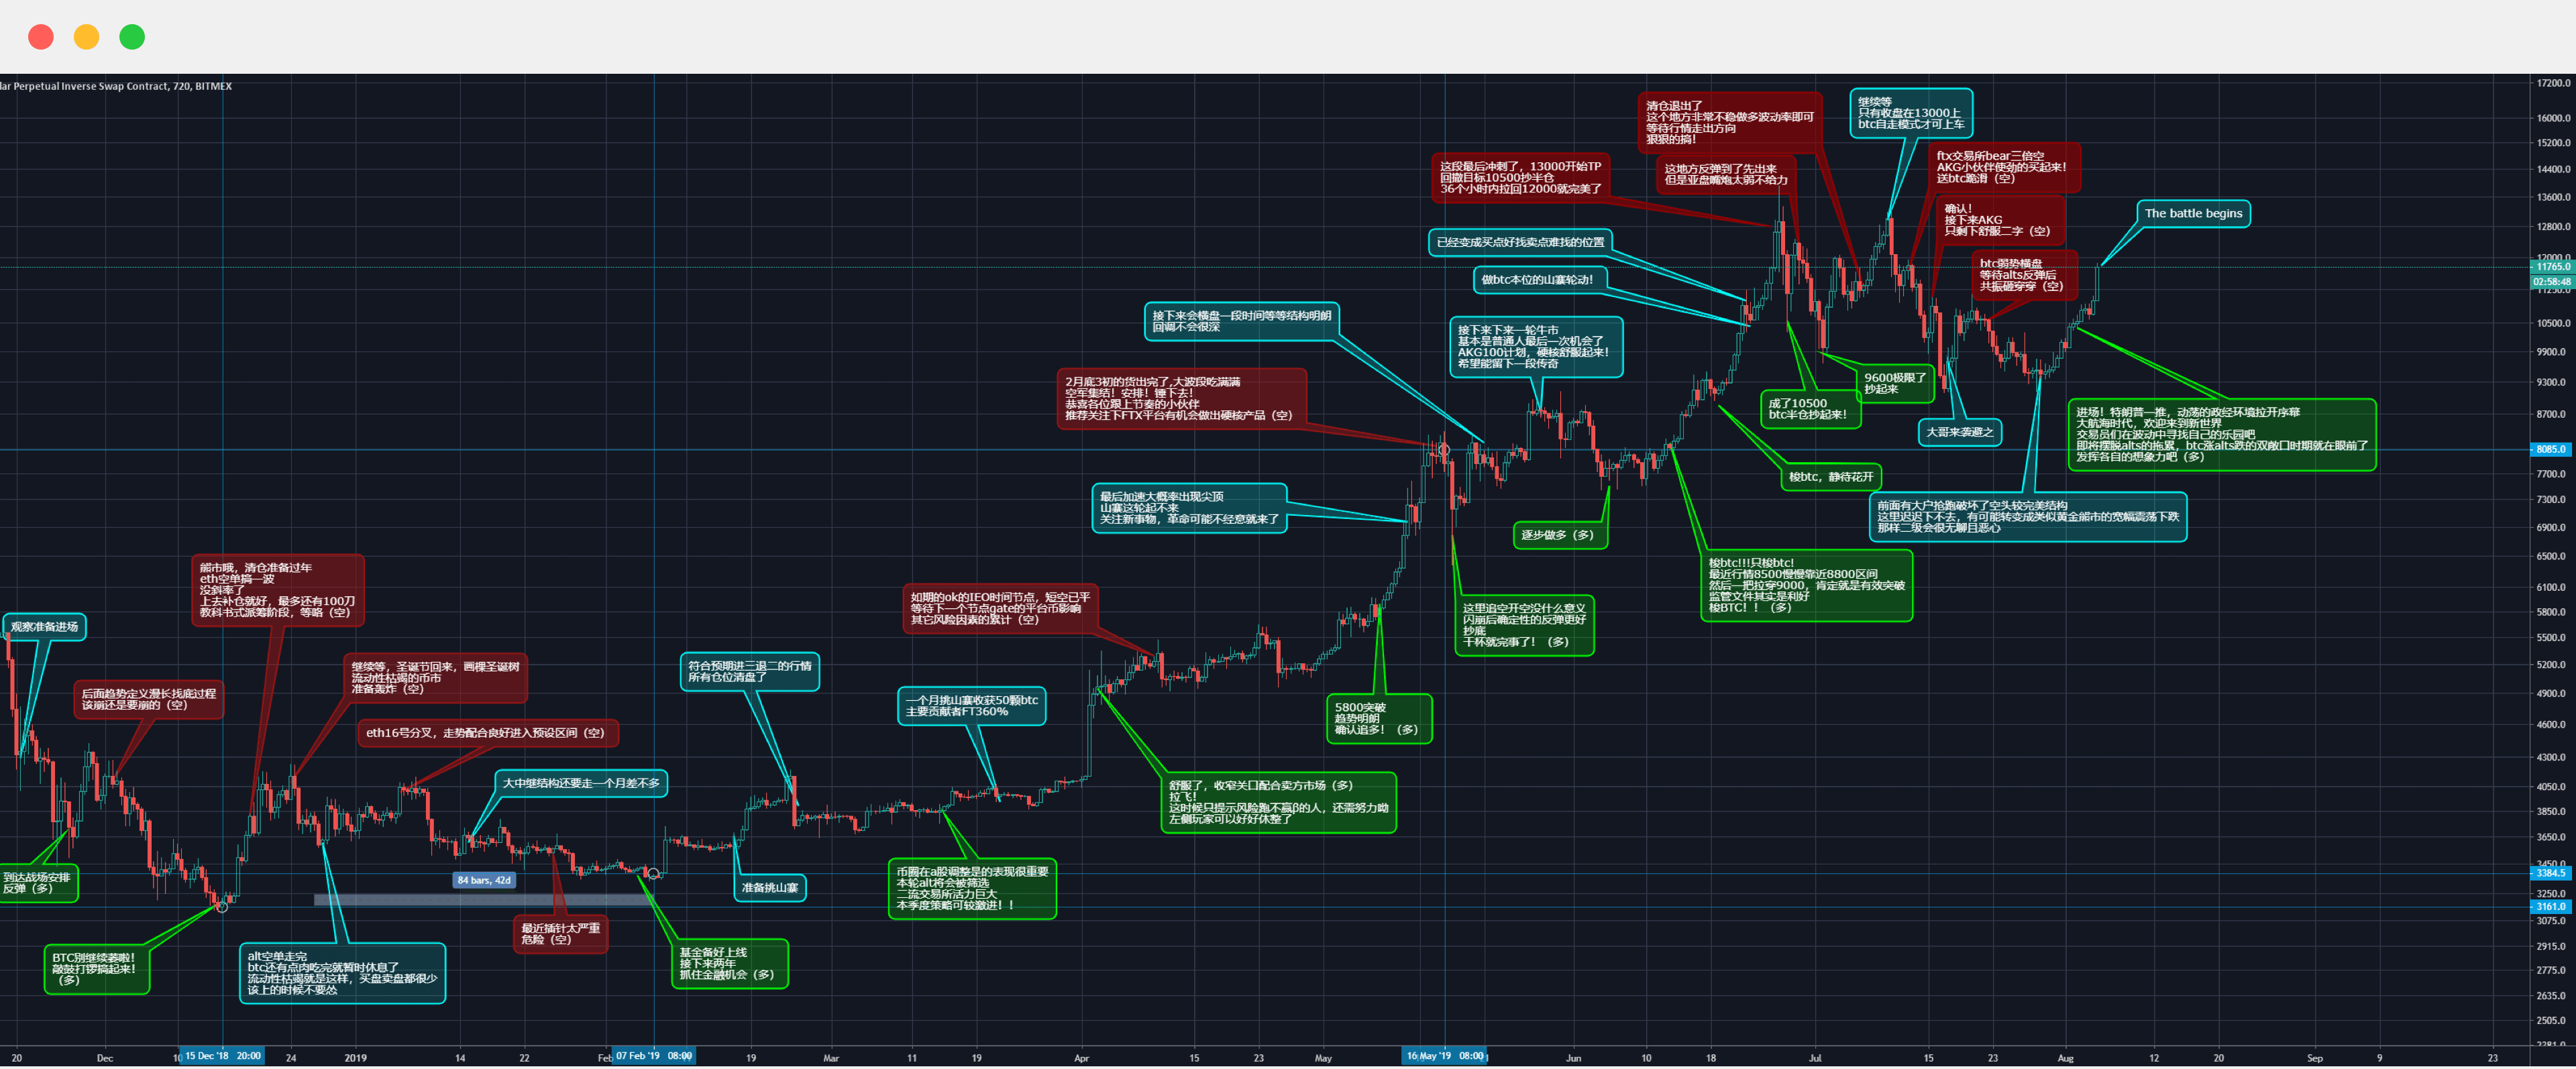 lar Perpetual Inverse Swap Contract, 720, BITMEX
观察准备进场
到达战场安排
反弹（多）
后面趋势定义漫长找底过程
该崩还是要崩的（空）
BTC别继续萎啦！
敲鼓打锣搞起来！
（多）
熊市哦，清仓准备过年
eth空单搞一波
没斜率了
上去补仓就好，最多还有100刀
教科书式派筹阶段，等咯（空）
alt空单走完
btc还有点肉吃完就暂时休息了
流动性枯竭就是这样，买盘卖盘都很少
该上的时候不要怂
继续等，圣诞节回来，画棵圣诞树
流动性枯竭的币市
准备轰炸（空）
eth16号分叉，走势配合良好进入预设区间（空）
大中继结构还要走一个月差不多
84 bars, 42d
最近插针太严重
危险（空）
基金备好上线
接下来两年
抓住金融机会（多）
符合预期进三退二的行情
所有仓位清盘了
准备挑山寨
一个月挑山寨收获50颗btc
主要贡献者FT360%
币圈在a股调整是的表现很重要
本轮alt将会被筛选
二流交易所活力巨大
本季度策略可较激进！！
如期的ok的IEO时间节点，短空已平
等待下一个节点gate的平台币影响
其它风险因素的累计（空）
舒服了，收窄关口配合卖方市场（多）
拉飞！
这时候只提示风险跑不赢β的人，还需努力呦
左侧玩家可以好好休整了
5800突破
趋势明朗
确认追多！（多）
最后加速大概率出现尖顶
山寨这轮起不来
关注新事物，革命可能不经意就来了
2月底3初的货出完了,大波段吃满满
空军集结！安排！锤下去！
恭喜各位跟上节奏的小伙伴
推荐关注下FTX平台有机会做出硬核产品（空）
接下来会横盘一段时间等等结构明朗
回调不会很深
这里追空开空没什么意义
闪崩后确定性的反弹更好
抄底
干杯就完事了！（多）
接下来下来一轮牛市
基本是普通人最后一次机会了
AKG100计划，硬核舒服起来！
希望能留下一段传奇
逐步做多（多）
梭btc!!!只梭btc!
最近行情8500慢慢靠近8800区间
然后一把拉穿9000，肯定就是有效突破
监管文件其实是利好
梭BTC！！（多）
梭btc，静待花开
已经变成买点好找卖点难找的位置
做btc本位的山寨轮动!
这段最后冲刺了，13000开始TP
回撤目标10500抄半仓
36个小时内拉回12000就完美了
这地方反弹到了先出来
但是亚盘嘴炮太弱不给力
清仓退出了
这个地方非常不稳做多波动率即可
等待行情走出方向
狠狠的搞！
成了10500
btc半仓抄起来！
9600极限了
抄起来
继续等
只有收盘在13000上
btc自走模式才可上车
ftx交易所bear三倍空
AKG小伙伴使劲的买起来！
送btc跪滑（空）
确认！
接下来AKG
只剩下舒服二字（空）
btc弱势横盘
等待alts反弹后
共振砸穿穿（空）
大哥来袭避之
前面有大户抢跑破坏了空头较完美结构
这里迟迟下不去，有可能转变成类似黄金熊市的宽幅震荡下跌
那样二级会很无聊且恶心
进场！特朗普一推，动荡的政经环境拉开序幕
大航海时代，欢迎来到新世界
交易员们在波动中寻找自己的乐园吧
即将摆脱alts的拖累，btc涨alts跌的双敞口时期就在眼前了
发挥各自的想象力吧（多）
The battle begins
17200.0
16000.0
15200.0
14400.0
13600.0
12800.0
12000.0
11765.0
02:58:48
11250.0
10500.0
9900.0
9300.0
8700.0
8085.0
7700.0
7300.0
6900.0
6500.0
6100.0
5800.0
5500.0
5200.0
4900.0
4600.0
4300.0
4050.0
3850.0
3650.0
3450.0
3384.5
3250.0
3161.0
3075.0
2915.0
2775.0
2635.0
2505.0
2381.0
20
Dec
10
15 Dec '18 20:00
24
2019
14
22
Feb
07 Feb '19 08:00
19
Mar
11
19
Apr
15
23
May
16 May '19 08:00
Jun
10
18
Jul
15
23
Aug
12
20
Sep
9
23